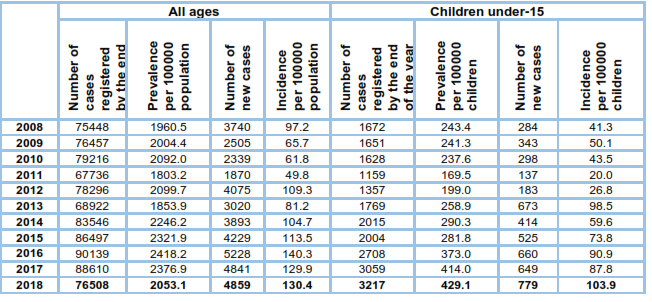 All ages Children under-15
Number of cases registered by the end Prevalence per 100000 population Number of new cases Incidence per 100000 population Number of cases registered by the end of the year Prevalence per 100000 children Number of new cases Incidence per 100000 children
2008 75448 1960.5 3740 97.2 1672 243.4 284 41.3
2009 76457 2004.4 2505 65.7 1651 241.3 343 50.1
2010 79216 2092.0 2339 61.8 1628 237.6 298 43.5
2011 67736 1803.2 1870 49.8 1159 169.5 137 20.0
2012 78296 2099.7 4075 109.3 1357 199.0 183 26.8
2013 68922 1853.9 3020 81.2 1769 258.9 673 98.5
2014 83546 2246.2 3893 104.7 2015 290.3 414 59.6
2015 86497 2321.9 4229 113.5 2004 281.8 525 73.8
2016 90139 2418.2 5228 140.3 2708 373.0 660 90.9
2017 88610 2376.9 4841 129.9 3059 414.0 649 87.8
2018 76508 2053.1 4859 130.4 3217 429.1 779 103.9